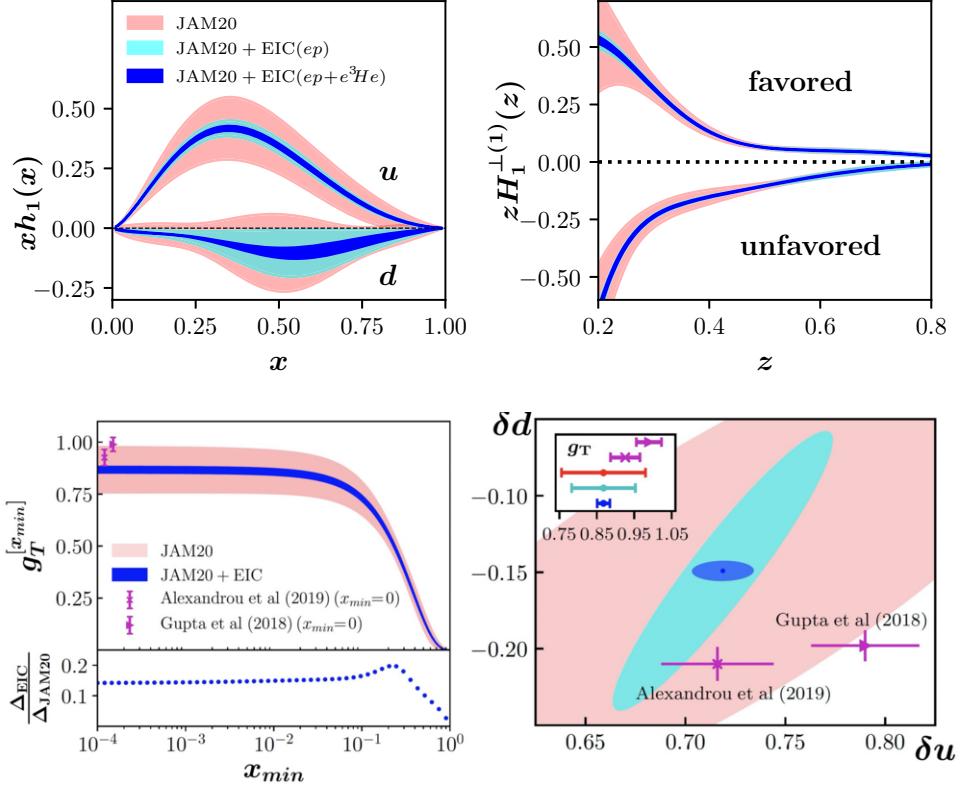 JAM20
JAM20 + EIC(ep)
JAM20 + EIC(ep+e³He)
0.50
0.25
0.00
−0.25
xh₁(x)
u
d
0.00 0.25 0.50 0.75 1.00
x
0.50
0.25
0.00
−0.25
−0.50
zH₁^⊥(1)(z)
favored
unfavored
0.2 0.4 0.6 0.8
z
1.00
0.75
0.50
0.25
g_T^[x_min]
JAM20
JAM20 + EIC
Alexandrou et al (2019) (x_min=0)
Gupta et al (2018) (x_min=0)
0.2
0.1
Δ_EIC
Δ_JAM20
10⁻⁴ 10⁻³ 10⁻² 10⁻¹ 10⁰
x_min
δd
g_T
0.75 0.85 0.95 1.05
−0.10
−0.15
−0.20
Gupta et al (2018)
Alexandrou et al (2019)
0.65 0.70 0.75 0.80
δu